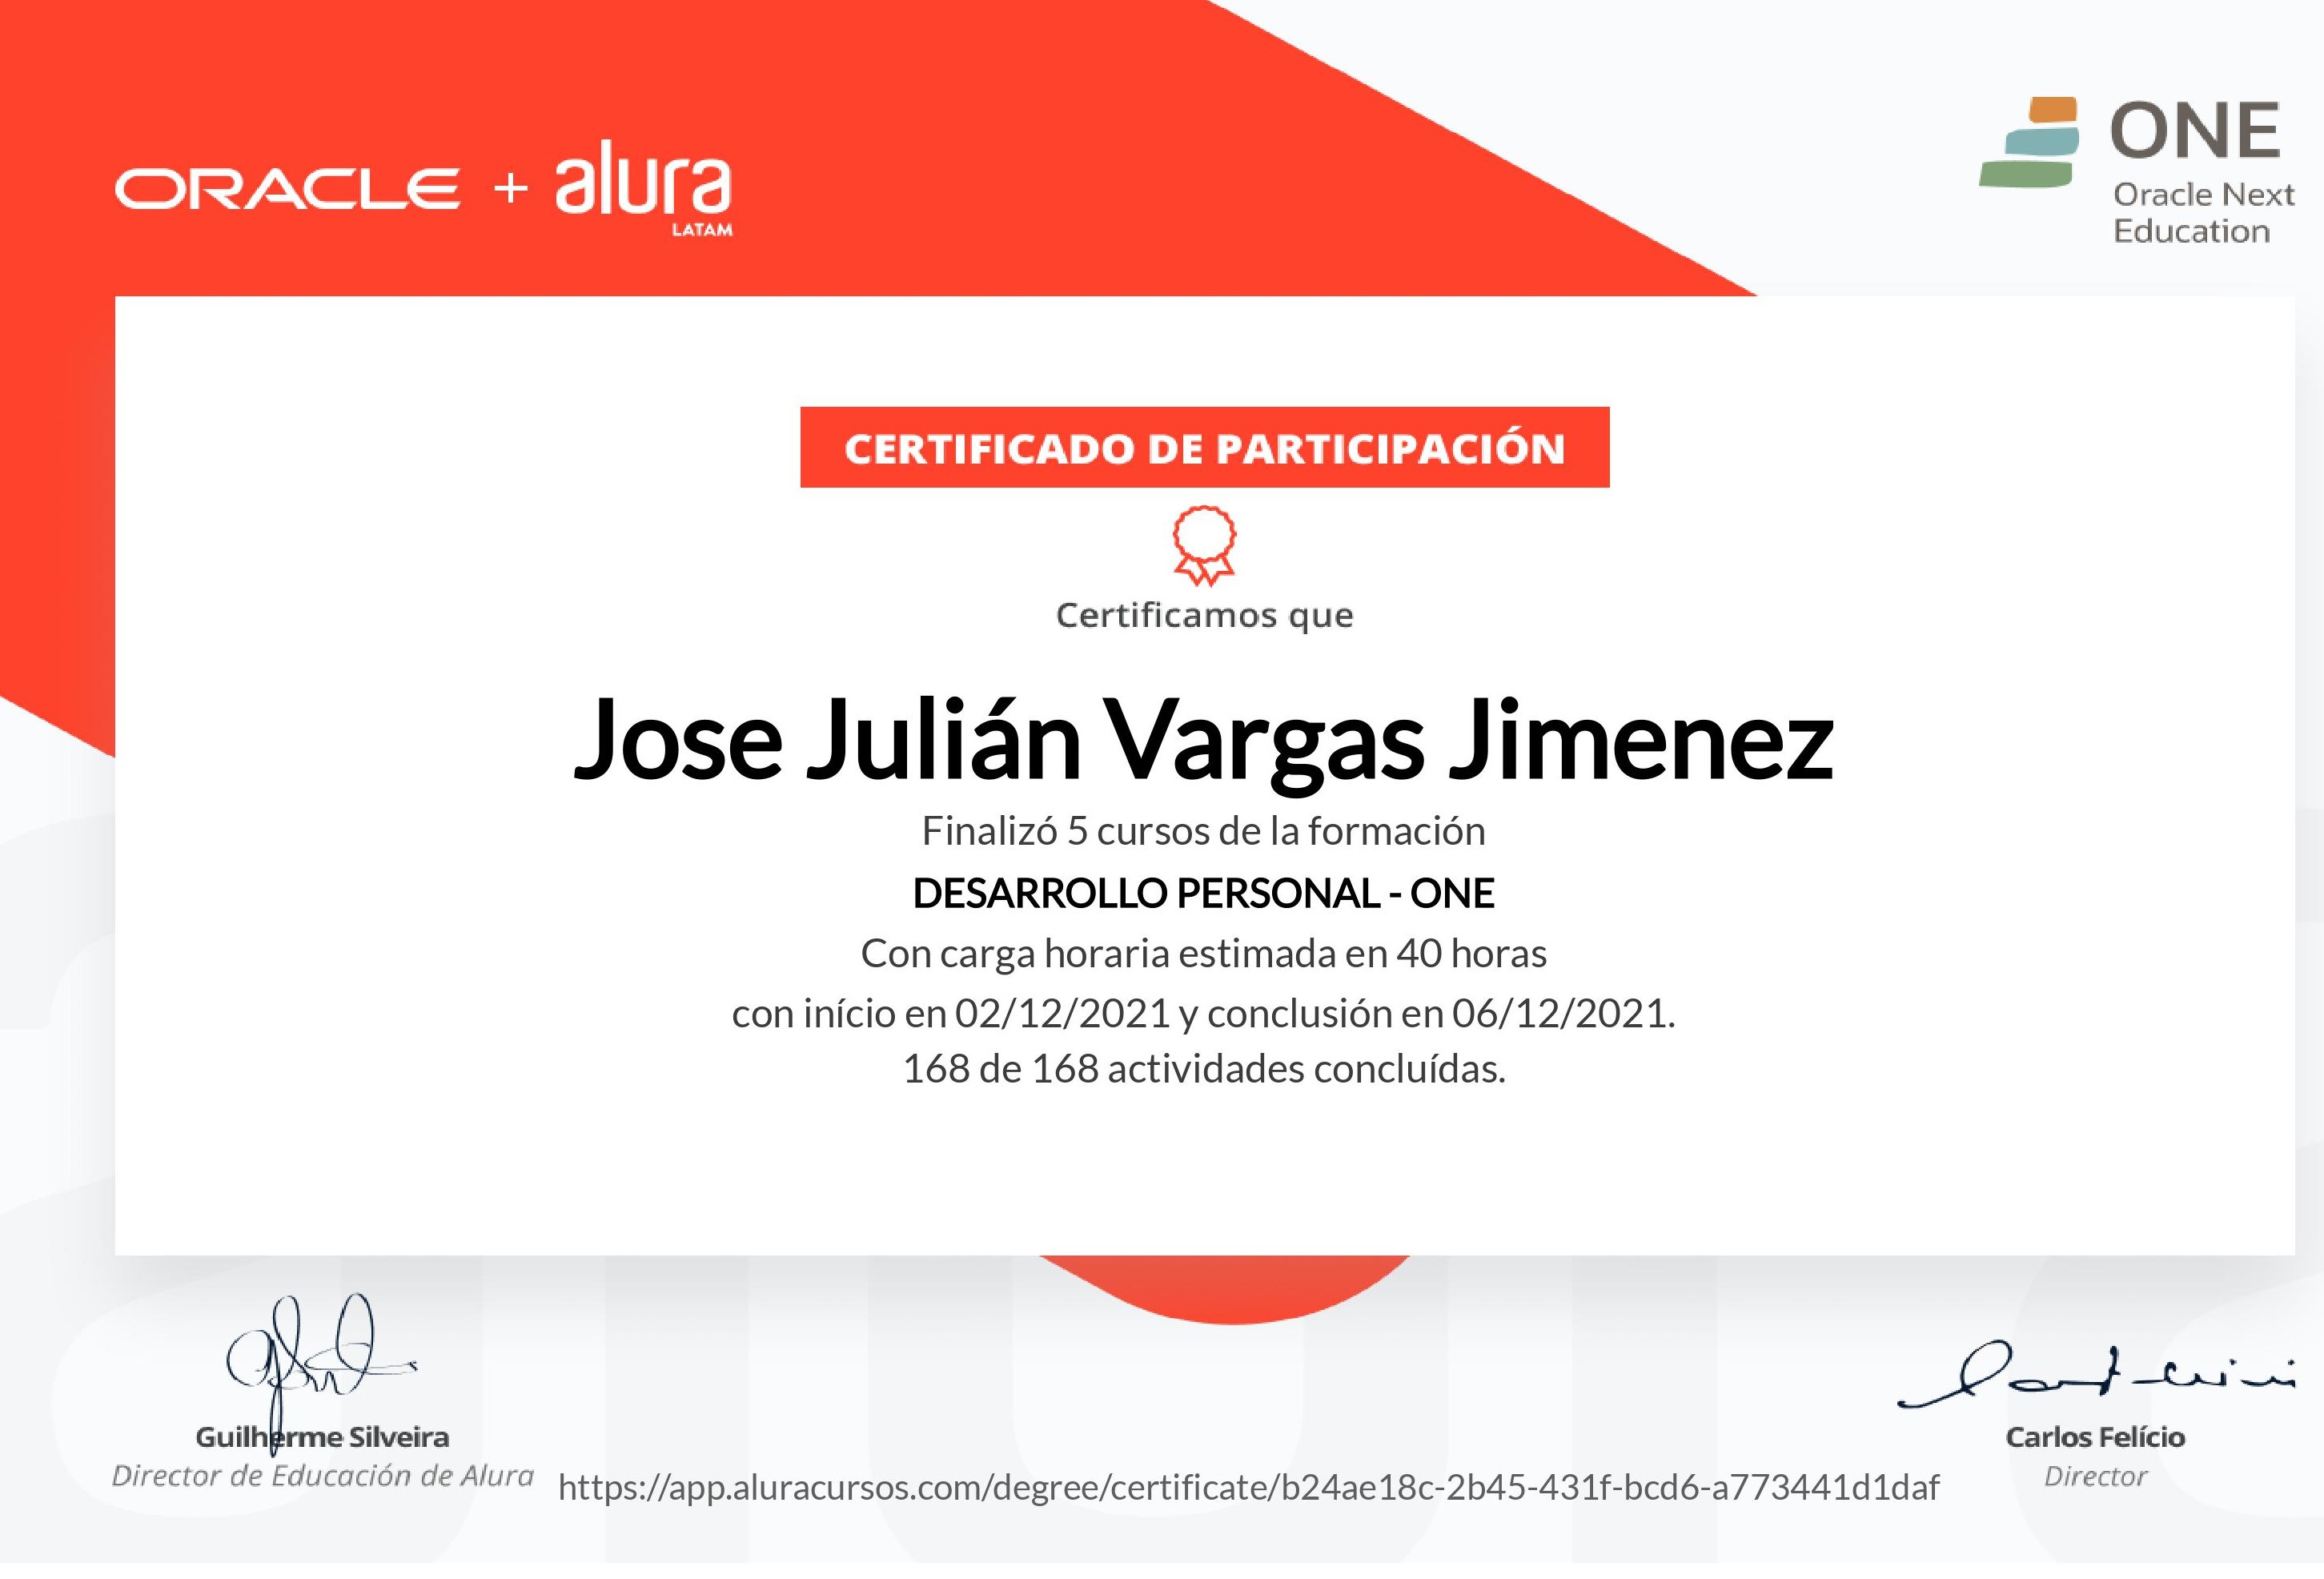 ORACLE + alura
LATAM
ONE
Oracle Next
Education
CERTIFICADO DE PARTICIPACIÓN
Certificamos que
Jose Julián Vargas Jimenez
Finalizó 5 cursos de la formación
DESARROLLO PERSONAL - ONE
Con carga horaria estimada en 40 horas
con início en 02/12/2021 y conclusión en 06/12/2021.
168 de 168 actividades concluídas.
Guilherme Silveira
Director de Educación de Alura
https://app.aluracursos.com/degree/certificate/b24ae18c-2b45-431f-bcd6-a773441d1daf
Carlos Felício
Director